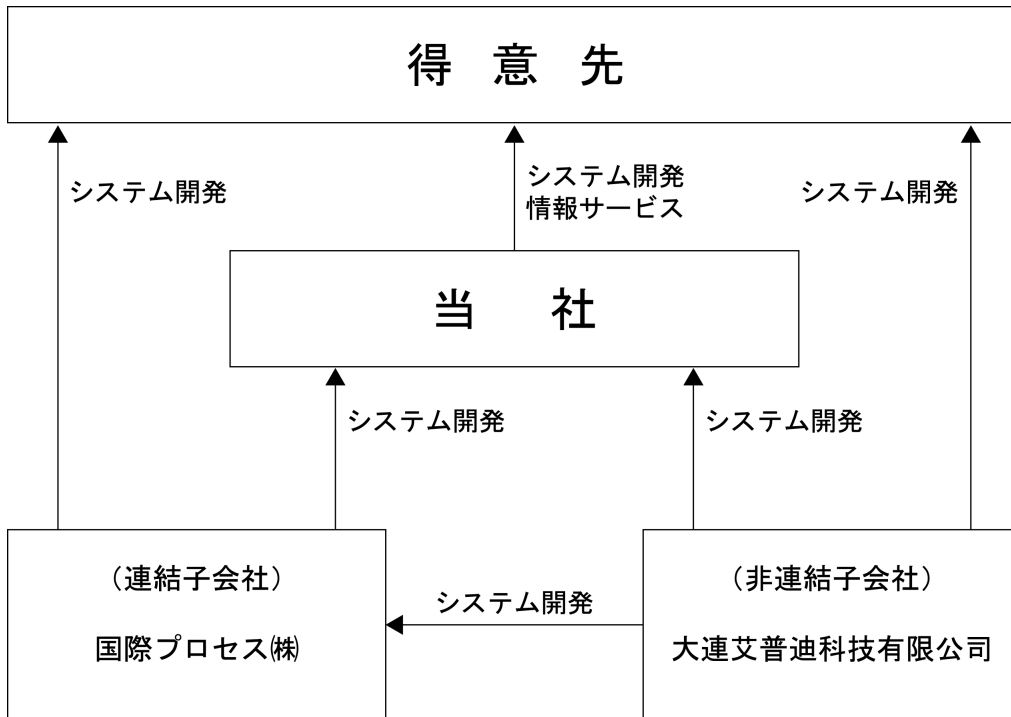 得意先
システム開発
システム開発
情報サービス
システム開発
当社
システム開発
システム開発
(連結子会社)
国際プロセス㈱
システム開発
(非連結子会社)
大連艾普迪科技有限公司